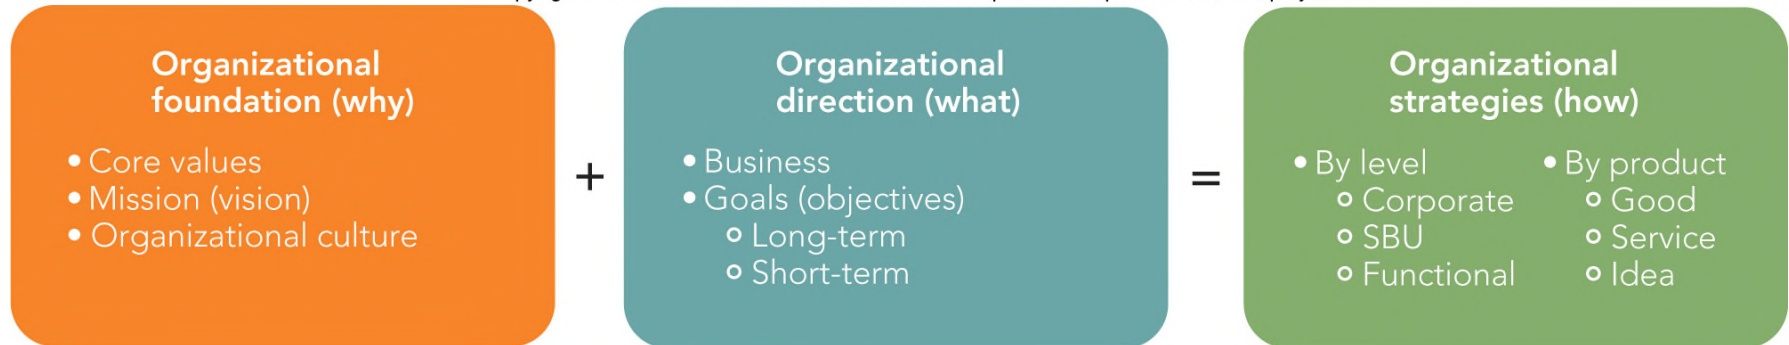 Organizational
foundation (why)
• Core values
• Mission (vision)
• Organizational culture
+
Organizational
direction (what)
• Business
• Goals (objectives)
○ Long-term
○ Short-term
=
Organizational
strategies (how)
• By level
○ Corporate
○ SBU
○ Functional
• By product
○ Good
○ Service
○ Idea